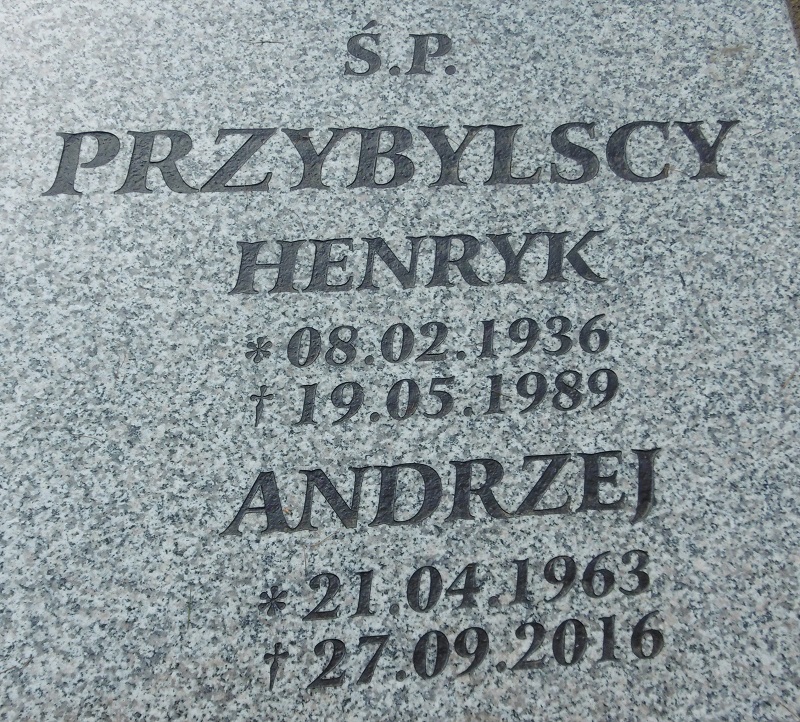 Ś.P.
PRZYBYLSCY
HENRYK
* 08.02.1936
† 19.05.1989
ANDRZEJ
* 21.04.1963
† 27.09.2016